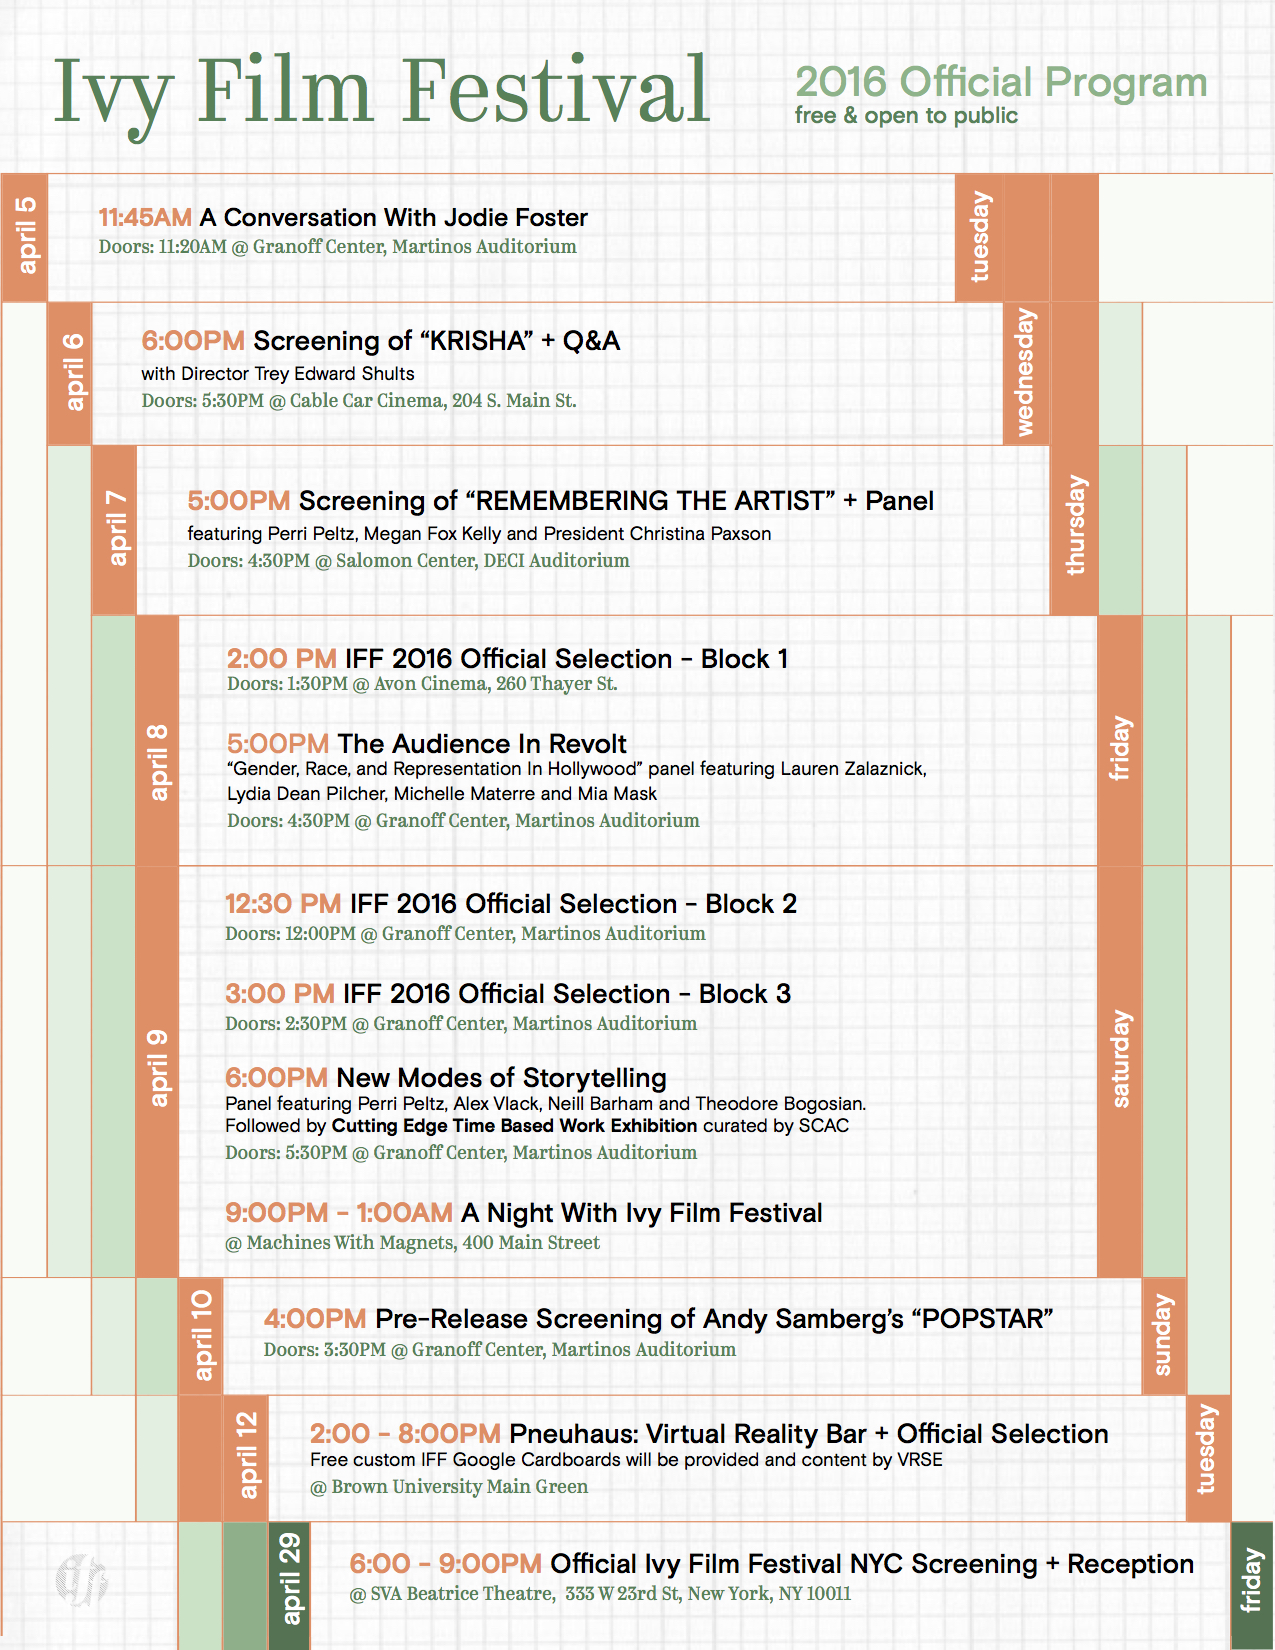 Ivy Film Festival
2016 Official Program
free & open to public
april 5
11:45AM A Conversation With Jodie Foster
Doors: 11:20AM @ Granoff Center, Martinos Auditorium
tuesday
april 6
6:00PM Screening of “KRISHA” + Q&A
with Director Trey Edward Shults
Doors: 5:30PM @ Cable Car Cinema, 204 S. Main St.
wednesday
april 7
5:00PM Screening of “REMEMBERING THE ARTIST” + Panel
featuring Perri Peltz, Megan Fox Kelly and President Christina Paxson
Doors: 4:30PM @ Salomon Center, DECI Auditorium
thursday
april 8
2:00 PM IFF 2016 Official Selection - Block 1
Doors: 1:30PM @ Avon Cinema, 260 Thayer St.
5:00PM The Audience In Revolt
“Gender, Race, and Representation In Hollywood” panel featuring Lauren Zalaznick,
Lydia Dean Pilcher, Michelle Materre and Mia Mask
Doors: 4:30PM @ Granoff Center, Martinos Auditorium
friday
april 9
12:30 PM IFF 2016 Official Selection - Block 2
Doors: 12:00PM @ Granoff Center, Martinos Auditorium
3:00 PM IFF 2016 Official Selection - Block 3
Doors: 2:30PM @ Granoff Center, Martinos Auditorium
6:00PM New Modes of Storytelling
Panel featuring Perri Peltz, Alex Vlack, Neill Barham and Theodore Bogosian.
Followed by Cutting Edge Time Based Work Exhibition curated by SCAC
Doors: 5:30PM @ Granoff Center, Martinos Auditorium
9:00PM - 1:00AM A Night With Ivy Film Festival
@ Machines With Magnets, 400 Main Street
saturday
april 10
4:00PM Pre-Release Screening of Andy Samberg’s “POPSTAR”
Doors: 3:30PM @ Granoff Center, Martinos Auditorium
sunday
april 12
2:00 - 8:00PM Pneuhaus: Virtual Reality Bar + Official Selection
Free custom IFF Google Cardboards will be provided and content by VRSE
@ Brown University Main Green
tuesday
april 29
6:00 - 9:00PM Official Ivy Film Festival NYC Screening + Reception
@ SVA Beatrice Theatre, 333 W 23rd St, New York, NY 10011
friday